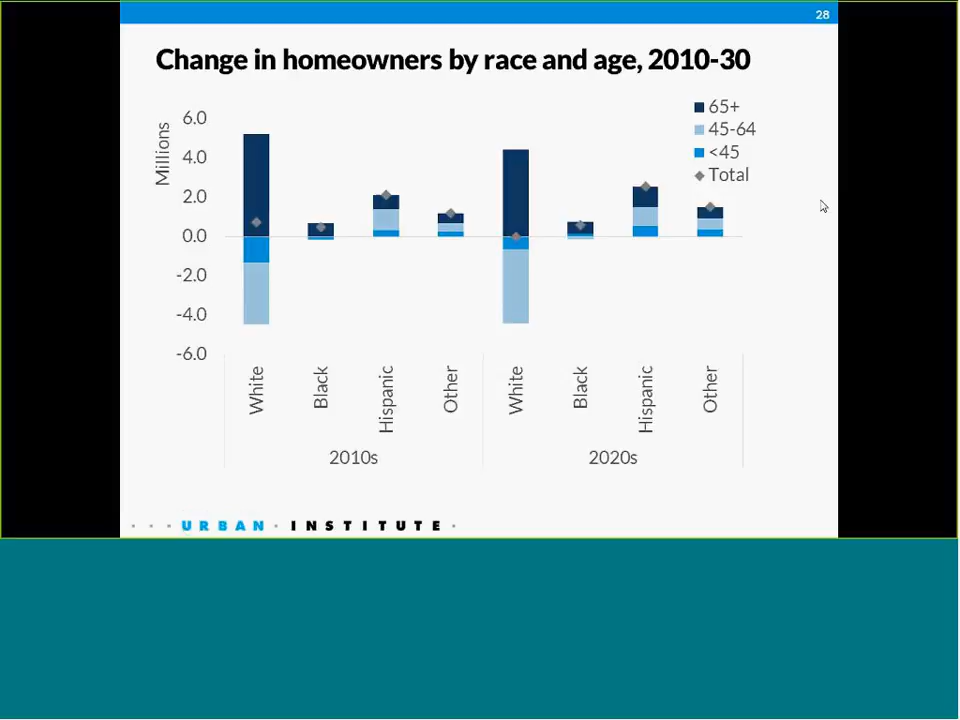 28
Change in homeowners by race and age, 2010-30
Millions
6.0
4.0
2.0
0.0
-2.0
-4.0
-6.0
65+
45-64
<45
Total
White
Black
Hispanic
Other
White
Black
Hispanic
Other
2010s
2020s
URBAN · INSTITUTE